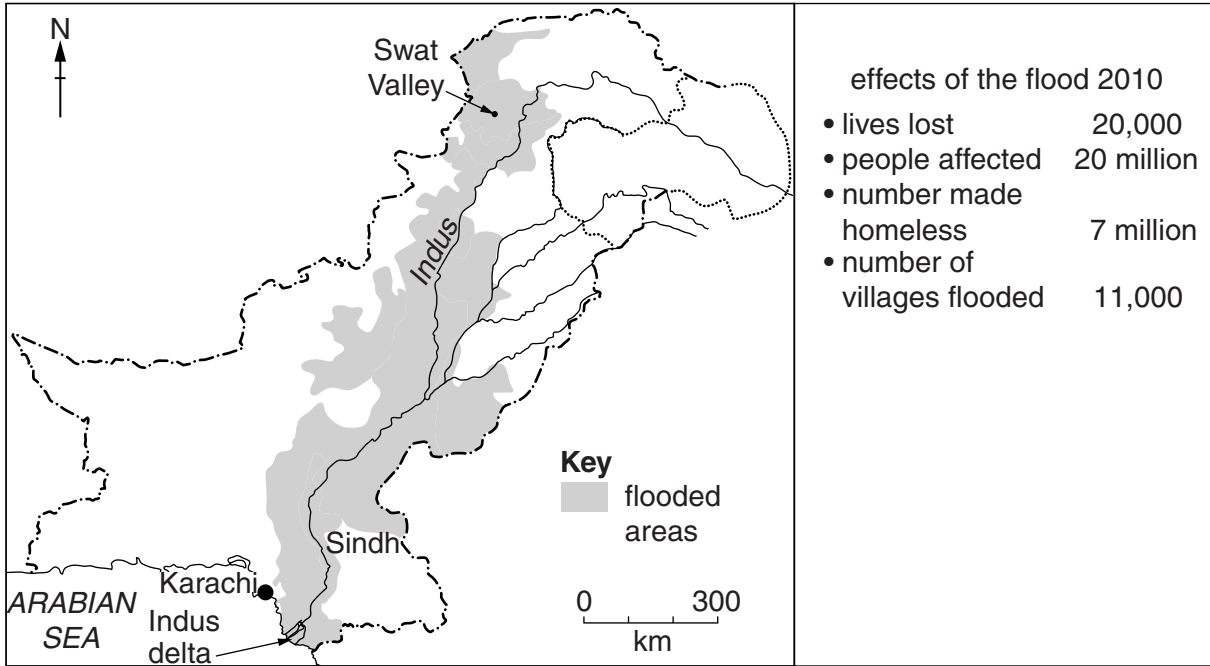 N
Swat
Valley
Indus
Key
flooded
areas
Sindh
Karachi
ARABIAN
SEA
Indus
delta
0 300
km
effects of the flood 2010
• lives lost 20,000
• people affected 20 million
• number made
homeless 7 million
• number of
villages flooded 11,000